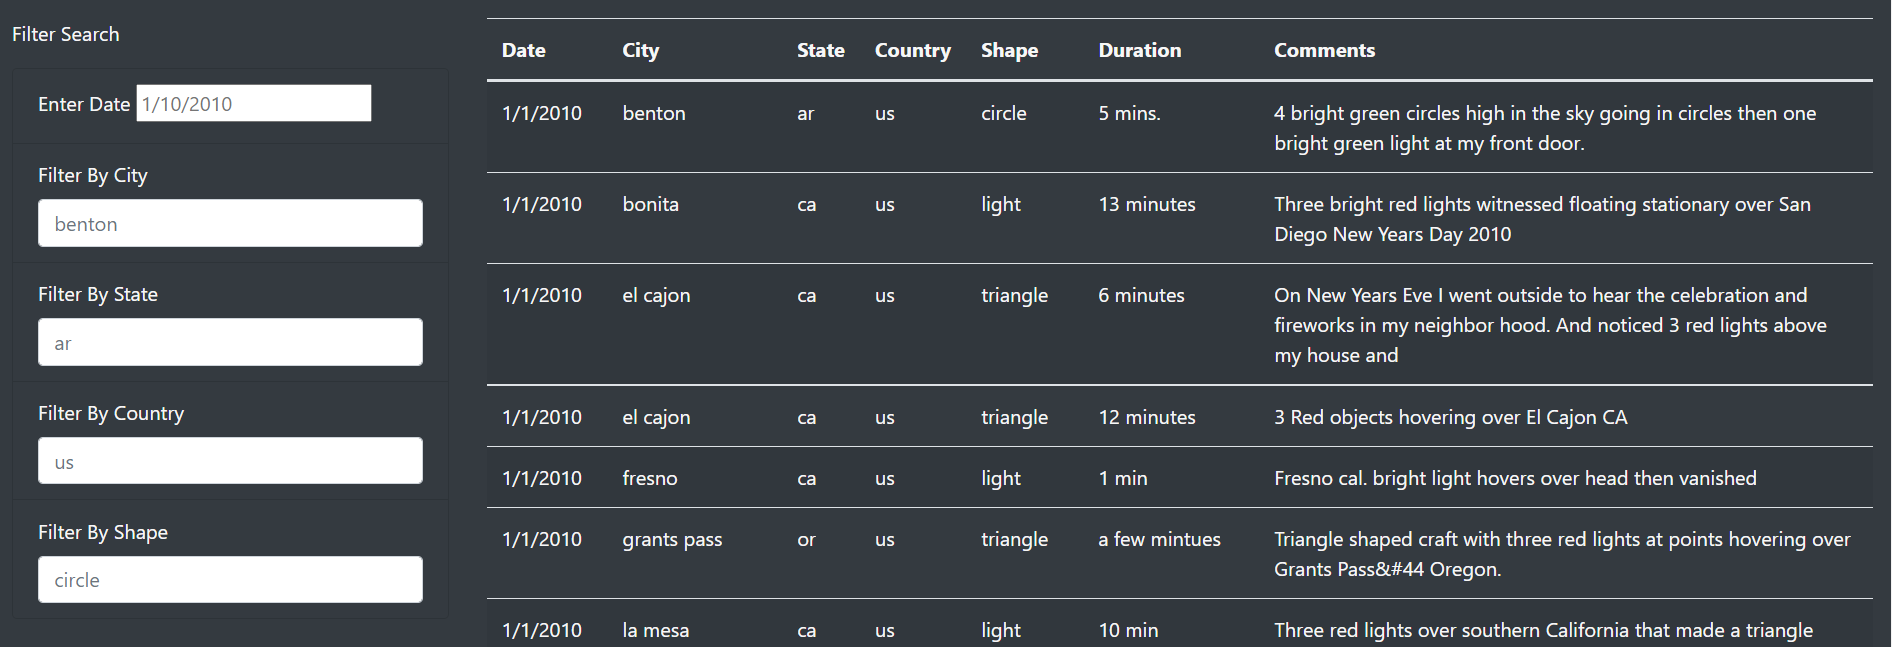 Filter Search
Enter Date 1/10/2010
Filter By City
benton
Filter By State
ar
Filter By Country
us
Filter By Shape
circle
Date City State Country Shape Duration Comments
1/1/2010 benton ar us circle 5 mins. 4 bright green circles high in the sky going in circles then one
bright green light at my front door.
1/1/2010 bonita ca us light 13 minutes Three bright red lights witnessed floating stationary over San
Diego New Years Day 2010
1/1/2010 el cajon ca us triangle 6 minutes On New Years Eve I went outside to hear the celebration and
fireworks in my neighbor hood. And noticed 3 red lights above
my house and
1/1/2010 el cajon ca us triangle 12 minutes 3 Red objects hovering over El Cajon CA
1/1/2010 fresno ca us light 1 min Fresno cal. bright light hovers over head then vanished
1/1/2010 grants pass or us triangle a few mintues Triangle shaped craft with three red lights at points hovering over
Grants Pass&#44 Oregon.
1/1/2010 la mesa ca us light 10 min Three red lights over southern California that made a triangle